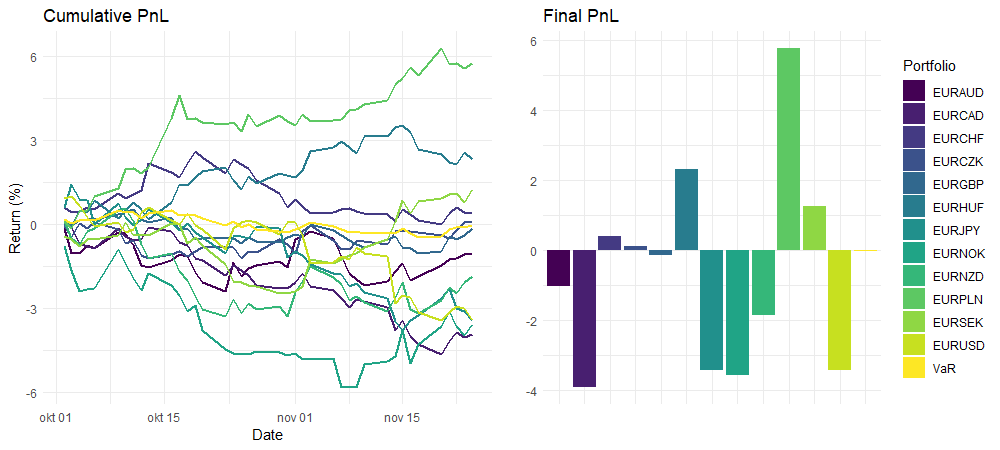 Cumulative PnL
Return (%)
6
3
0
-3
-6
okt 01
okt 15
nov 01
nov 15
Date
Final PnL
6
4
2
0
-2
-4
Portfolio
EURAUD
EURCAD
EURCHF
EURCZK
EURGBP
EURHUF
EURJPY
EURNOK
EURNZD
EURPLN
EURSEK
EURUSD
VaR